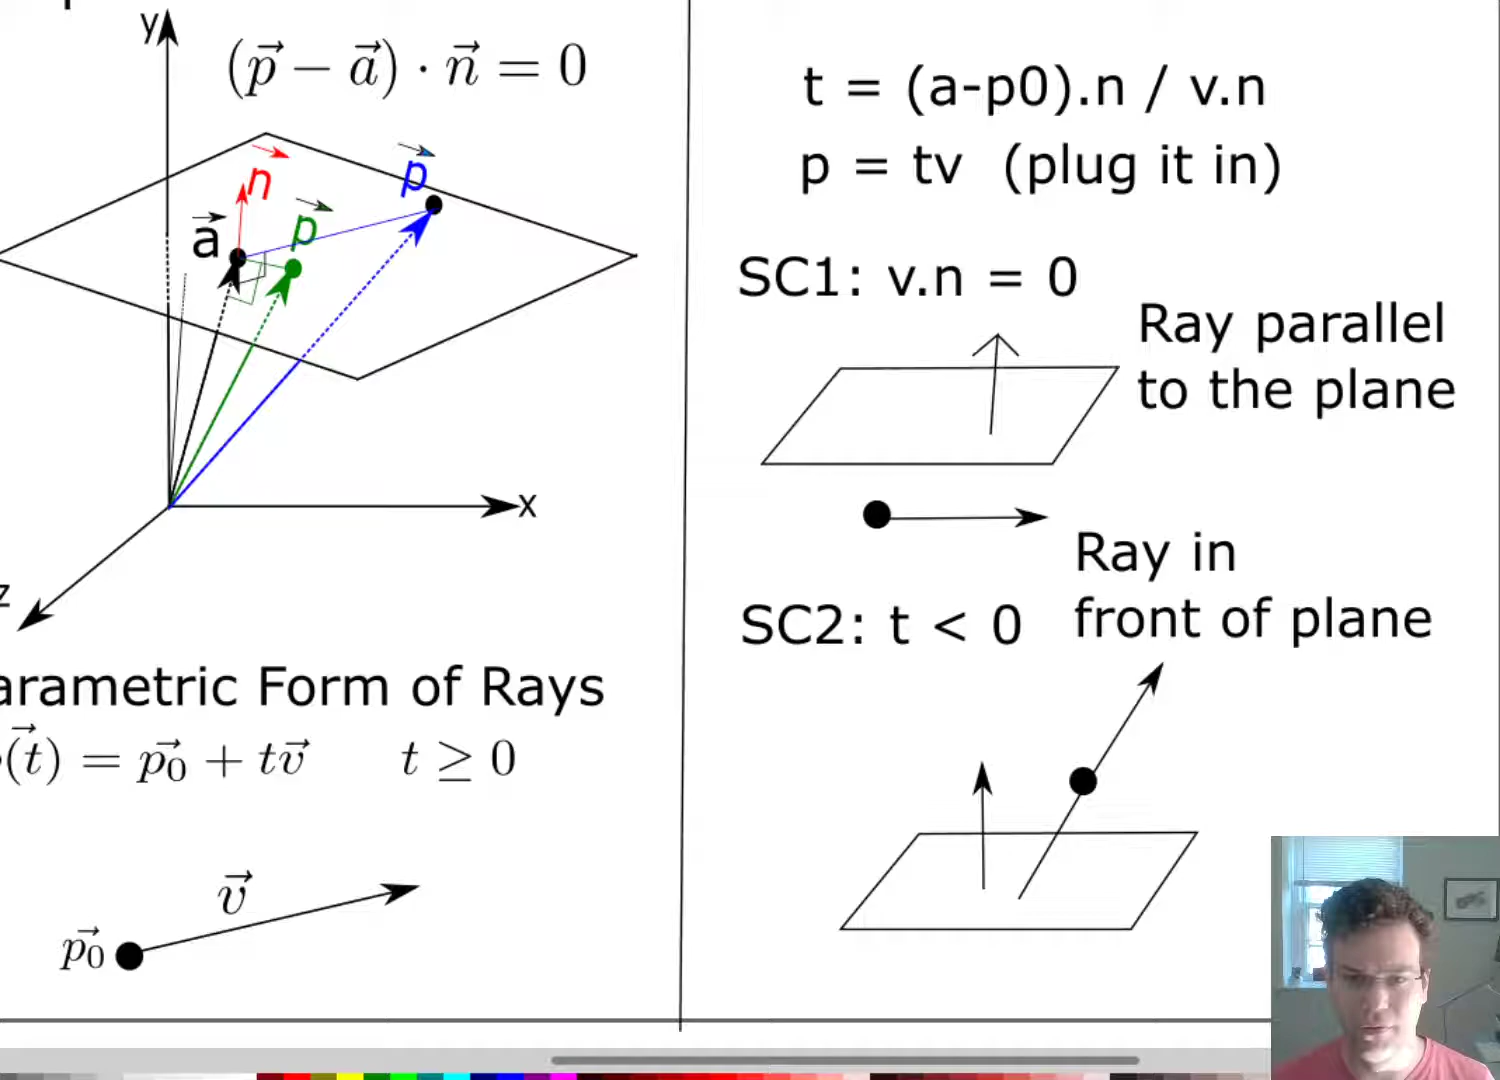 y
(p⃗ − a⃗) · n⃗ = 0
n
p
a
p
x
z
arametric Form of Rays
(t) = p⃗₀ + tv⃗ t ≥ 0
v⃗
p⃗₀
t = (a-p0).n / v.n
p = tv (plug it in)
SC1: v.n = 0
Ray parallel
to the plane
SC2: t < 0
Ray in
front of plane